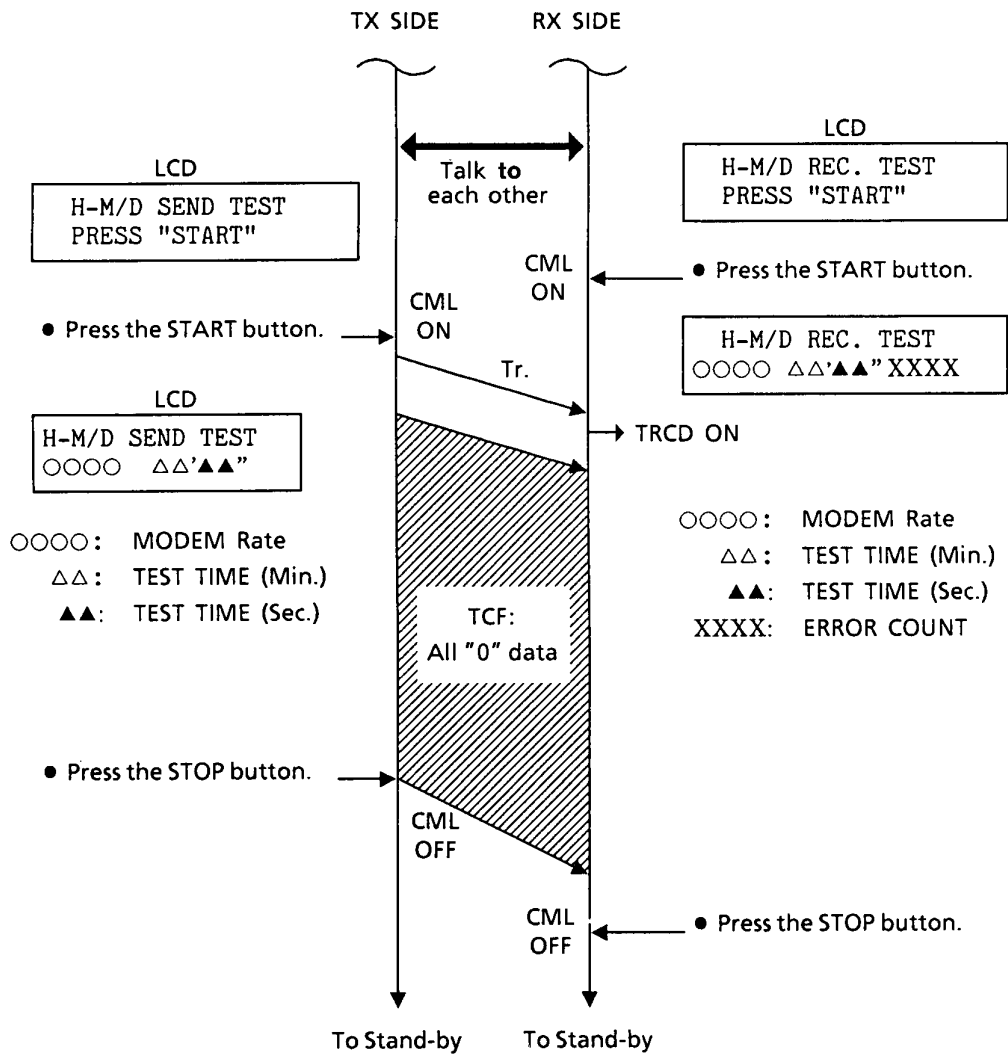 TX SIDE
RX SIDE
LCD
H-M/D SEND TEST
PRESS "START"
Talk to
each other
LCD
H-M/D REC. TEST
PRESS "START"
CML
ON
● Press the START button.
CML
ON
● Press the START button.
H-M/D REC. TEST
○○○○ △△'▲▲" XXXX
Tr.
TRCD ON
LCD
H-M/D SEND TEST
○○○○ △△'▲▲"
○○○○: MODEM Rate
△△: TEST TIME (Min.)
▲▲: TEST TIME (Sec.)
○○○○: MODEM Rate
△△: TEST TIME (Min.)
▲▲: TEST TIME (Sec.)
XXXX: ERROR COUNT
TCF:
All "0" data
● Press the STOP button.
CML
OFF
CML
OFF
● Press the STOP button.
To Stand-by
To Stand-by